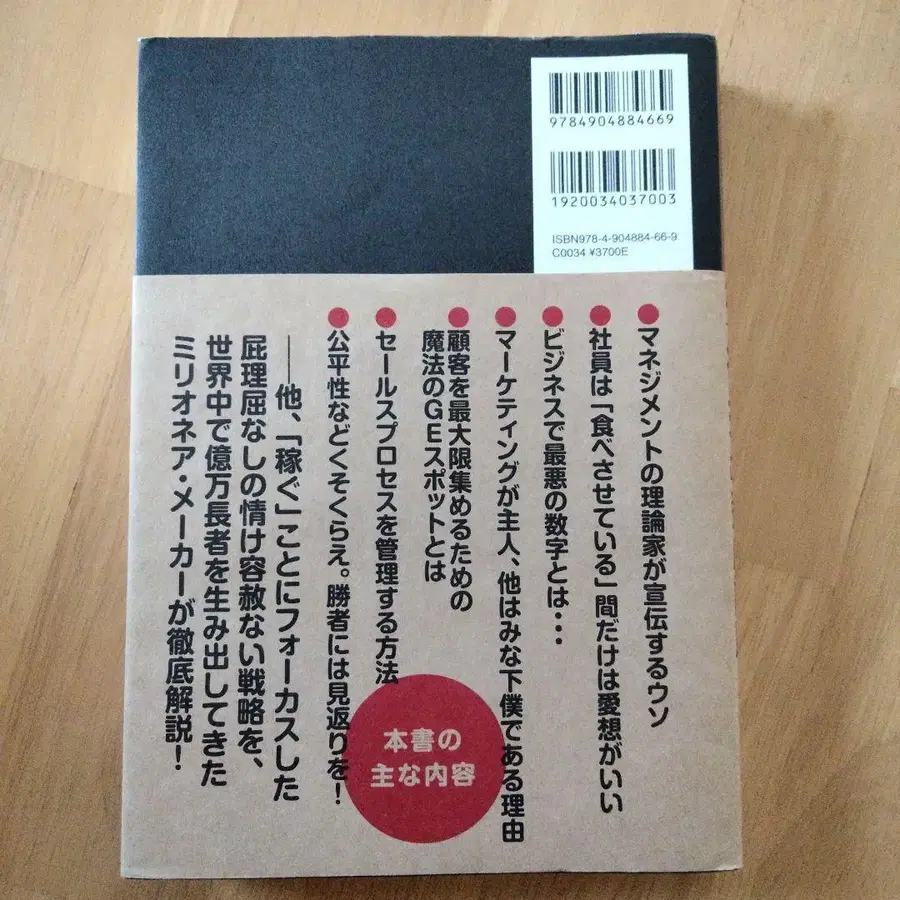 9784904884669
1920034037003
ISBN978-4-904884-66-9
C0034 ¥3700E
●マネジメントの理論家が宣伝するウソ
●社員は「食べさせている」間だけは愛想がいい
●ビジネスで最悪の数字とは・・・
●マーケティングが主人、他はみな下僕である理由
●顧客を最大限集めるための
魔法のGEスポットとは
●セールスプロセスを管理する方法
●公平性などくそくらえ。勝者には見返りを！
――他、「稼ぐ」ことにフォーカスした
屁理屈なしの情け容赦ない戦略を、
世界中で億万長者を生み出してきた
ミリオネア・メーカーが徹底解説！
本書の
主な内容